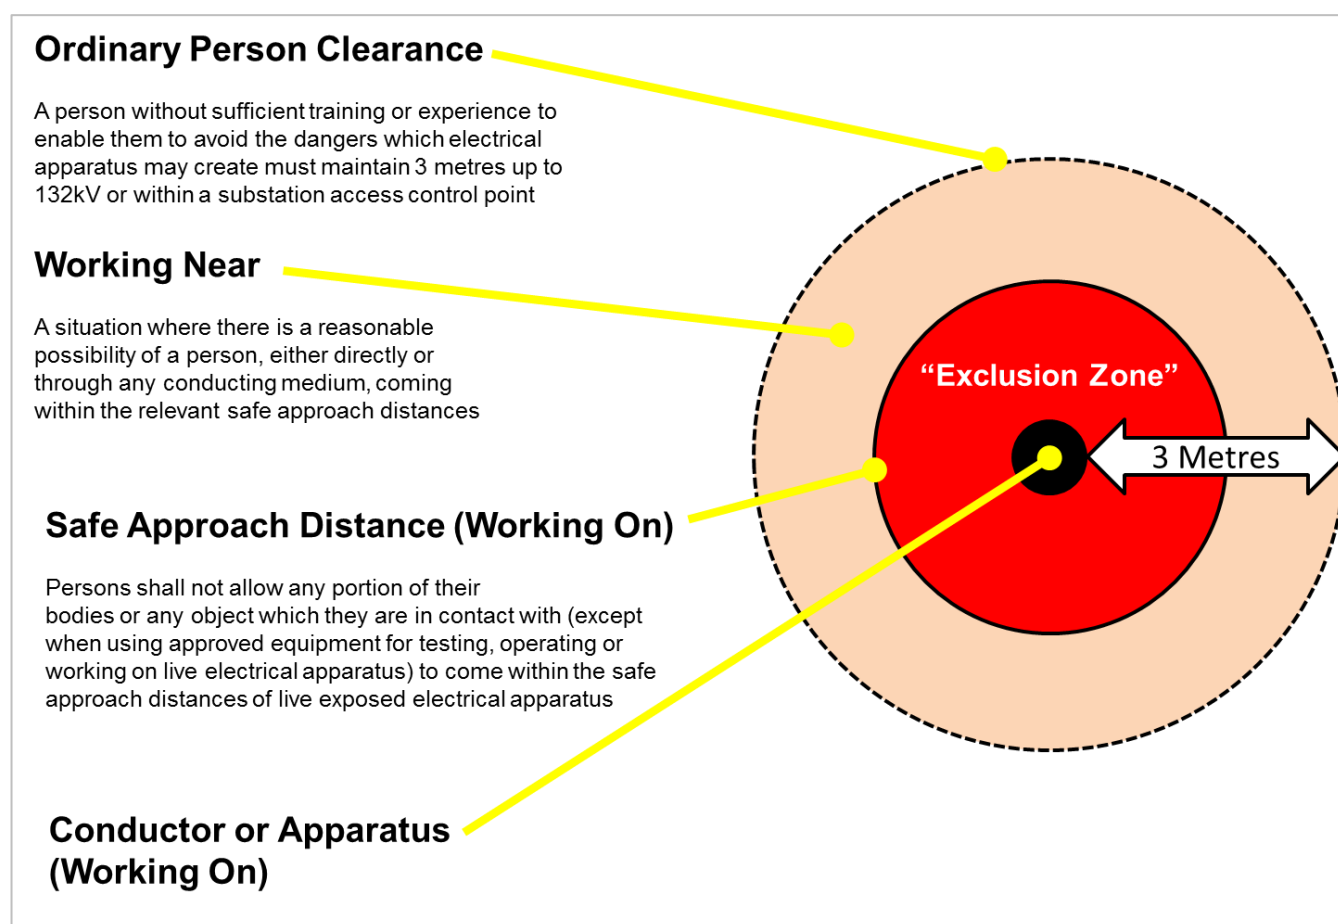 Ordinary Person Clearance
A person without sufficient training or experience to
enable them to avoid the dangers which electrical
apparatus may create must maintain 3 metres up to
132kV or within a substation access control point
Working Near
A situation where there is a reasonable
possibility of a person, either directly or
through any conducting medium, coming
within the relevant safe approach distances
“Exclusion Zone”
3 Metres
Safe Approach Distance (Working On)
Persons shall not allow any portion of their
bodies or any object which they are in contact with (except
when using approved equipment for testing, operating or
working on live electrical apparatus) to come within the safe
approach distances of live exposed electrical apparatus
Conductor or Apparatus
(Working On)